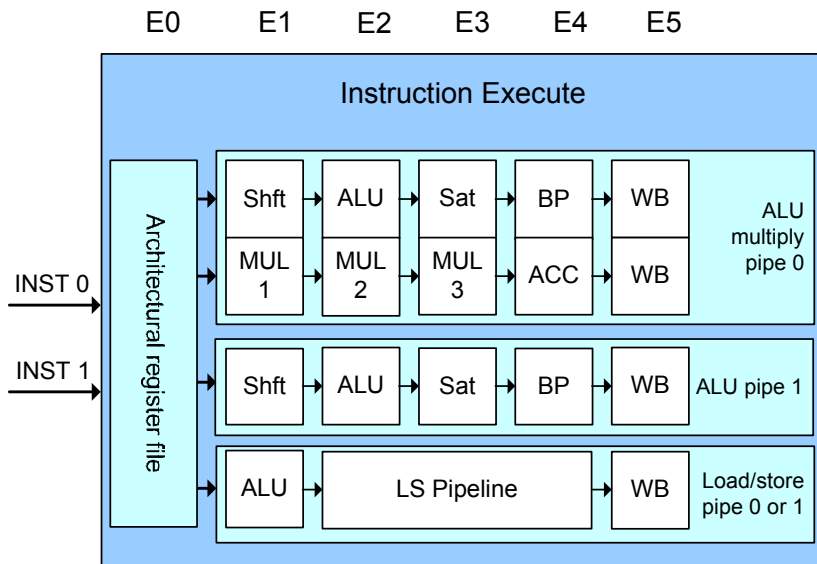 E0 E1 E2 E3 E4 E5
Instruction Execute
INST 0
INST 1
Architectural register file
Shft ALU Sat BP WB
MUL 1 MUL 2 MUL 3 ACC WB
ALU
multiply
pipe 0
Shft ALU Sat BP WB
ALU pipe 1
ALU LS Pipeline WB
Load/store
pipe 0 or 1